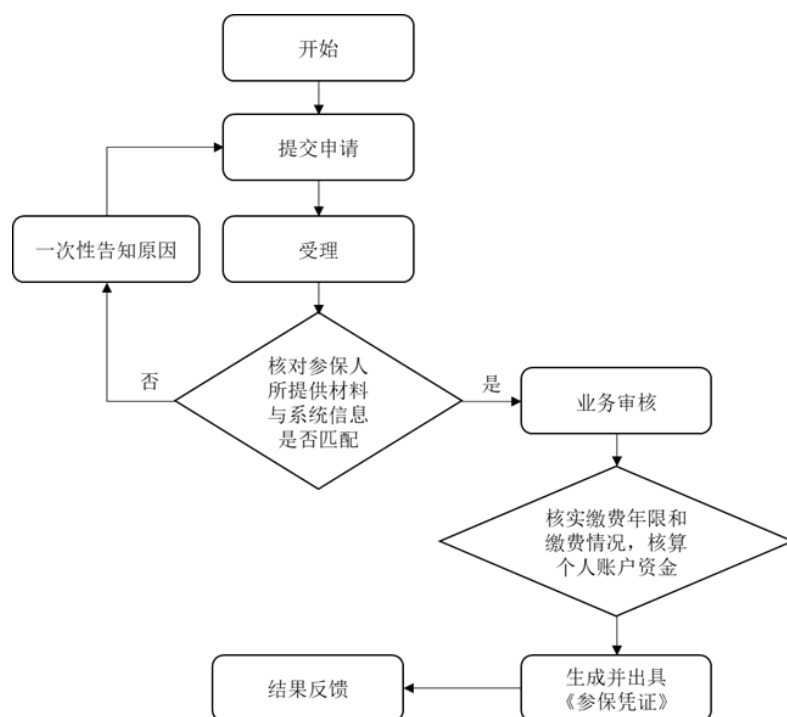 开始
提交申请
一次性告知原因
受理
核对参保人
所提供材料
与系统信息
是否匹配
否
是
业务审核
核实缴费年限和
缴费情况，核算
个人账户资金
生成并出具
《参保凭证》
结果反馈